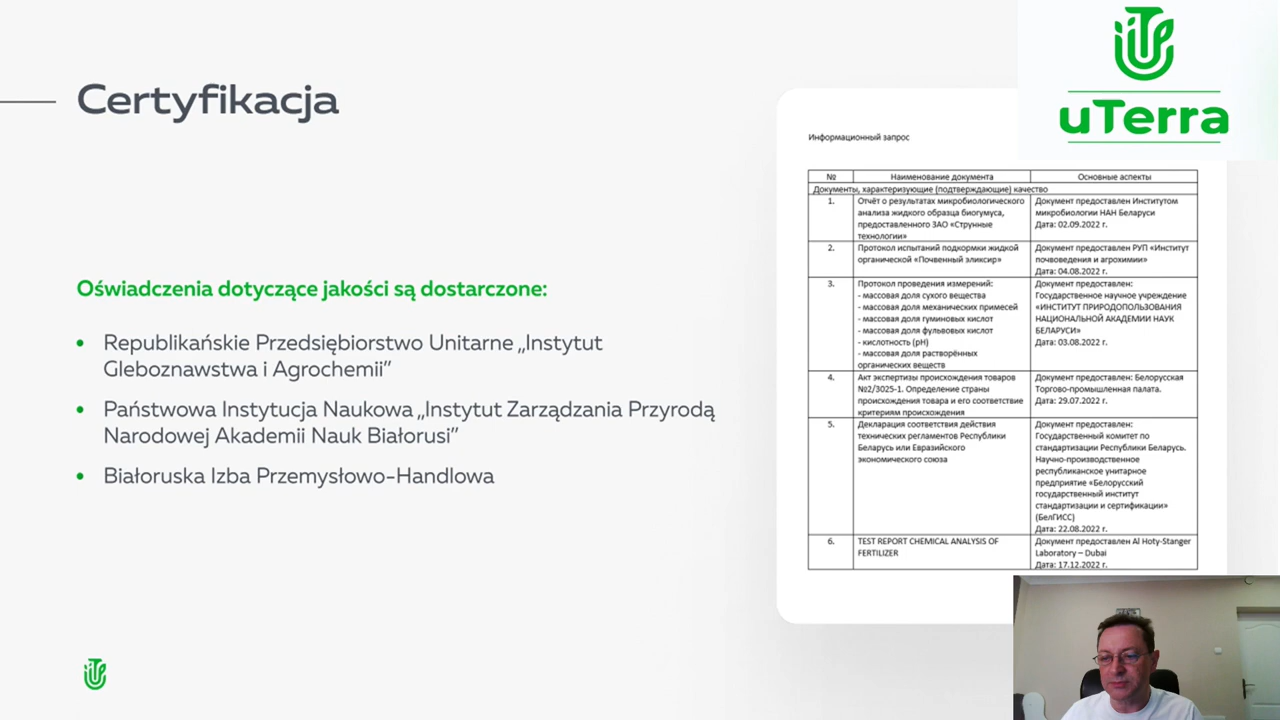 Certyfikacja
Oświadczenia dotyczące jakości są dostarczone:
Republikańskie Przedsiębiorstwo Unitarne „Instytut
Gleboznawstwa i Agrochemii”
Państwowa Instytucja Naukowa „Instytut Zarządzania Przyrodą
Narodowej Akademii Nauk Białorusi”
Białoruska Izba Przemysłowo-Handlowa
uTerra
Информационный запрос
№ Наименование документа Основные аспекты
Документы, характеризующие (подтверждающие) качество
1. Отчёт о результатах микробиологического
анализа жидкого образца биогумуса,
предоставленного ЗАО «Струнные
технологии»
Документ предоставлен Институтом
микробиологии НАН Беларуси
Дата: 02.09.2022 г.
2. Протокол испытаний подкормки жидкой
органической «Почвенный эликсир»
Документ предоставлен РУП «Институт
почвоведения и агрохимии»
Дата: 04.08.2022 г.
3. Протокол проведения измерений:
- массовая доля сухого вещества
- массовая доля механических примесей
- массовая доля гуминовых кислот
- массовая доля фульвовых кислот
- кислотность (pH)
- массовая доля растворённых
органических веществ
Документ предоставлен:
Государственное научное учреждение
«ИНСТИТУТ ПРИРОДОПОЛЬЗОВАНИЯ
НАЦИОНАЛЬНОЙ АКАДЕМИИ НАУК
БЕЛАРУСИ»
Дата: 03.08.2022 г.
4. Акт экспертизы происхождения товаров
№2/3025-1. Определение страны
происхождения товара и его соответствие
критериям происхождения
Документ предоставлен: Белорусская
Торгово-промышленная палата.
Дата: 29.07.2022 г.
5. Декларация соответствия действия
технических регламентов Республики
Беларусь или Евразийского
экономического союза
Документ предоставлен:
Государственный комитет по
стандартизации Республики Беларусь.
Научно-производственное
республиканское унитарное
предприятие «Белорусский
государственный институт
стандартизации и сертификации»
(БелГИСС)
Дата: 22.08.2022 г.
6. TEST REPORT CHEMICAL ANALYSIS OF
FERTILIZER
Документ предоставлен Al Hoty-Stanger
Laboratory – Dubai
Дата: 17.12.2022 г.